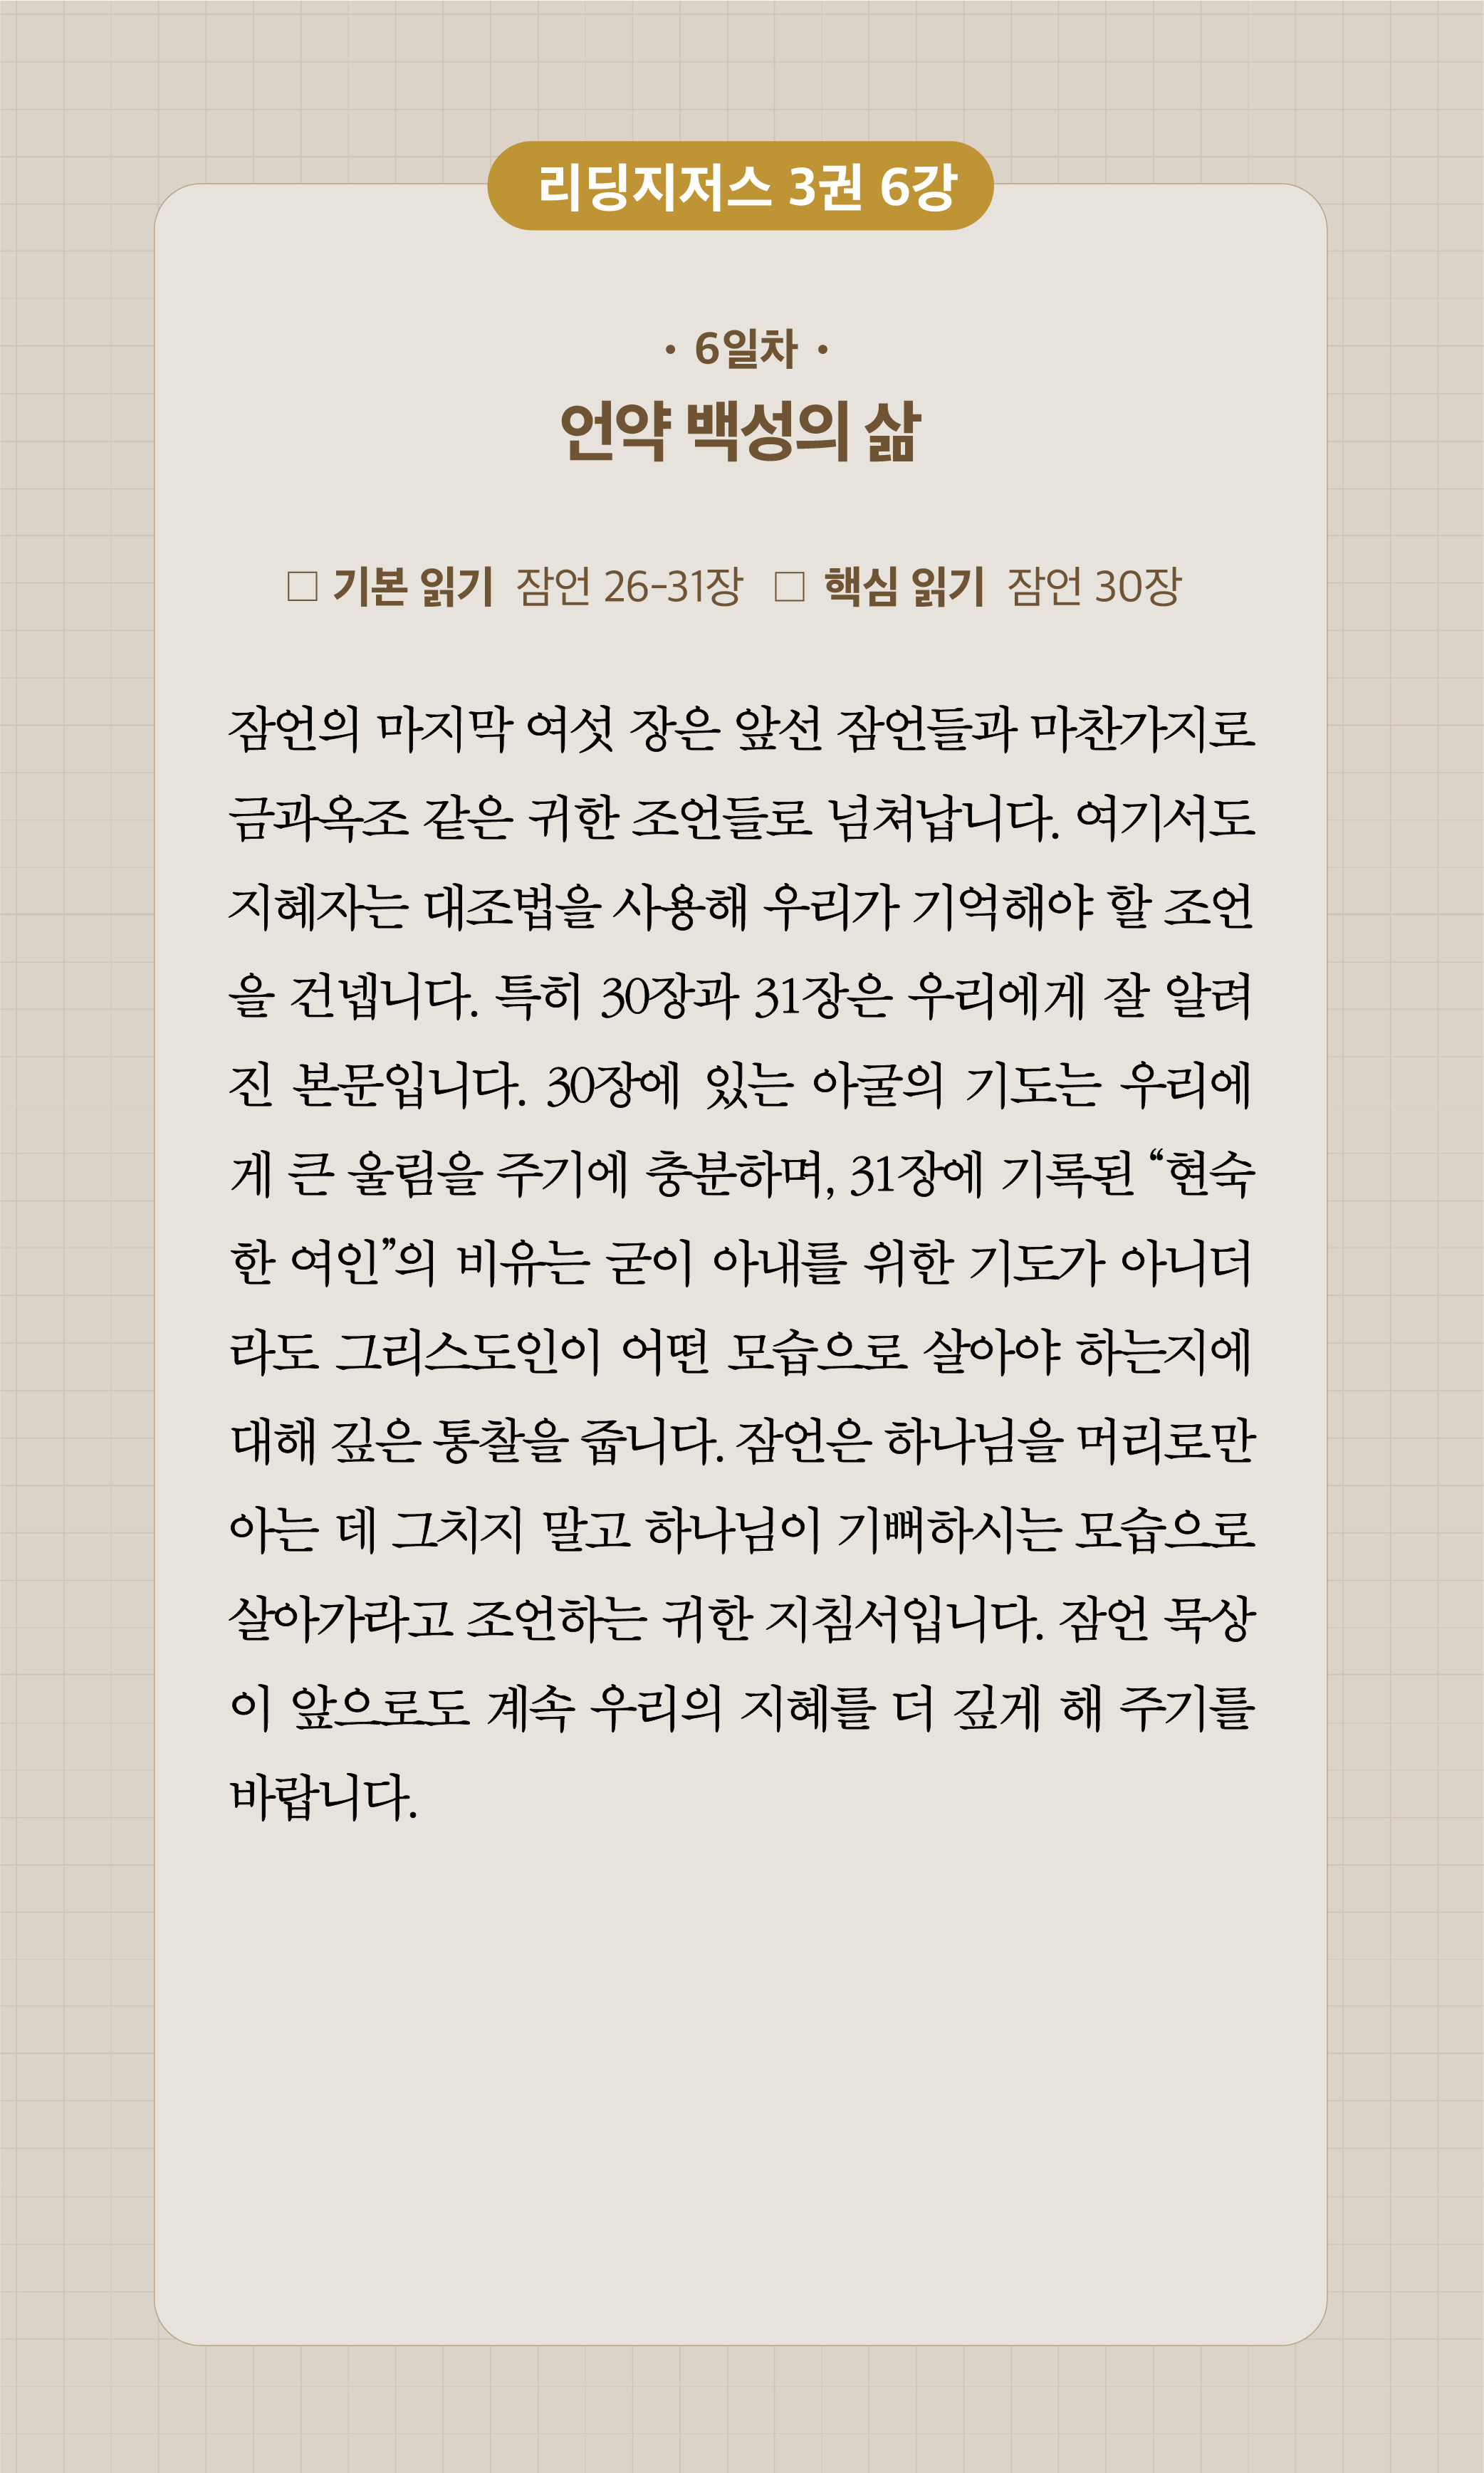 리딩지저스 3권 6강
· 6일차 ·
언약 백성의 삶
□ 기본 읽기 잠언 26-31장 □ 핵심 읽기 잠언 30장
잠언의 마지막 여섯 장은 앞선 잠언들과 마찬가지로
금과옥조 같은 귀한 조언들로 넘쳐납니다. 여기서도
지혜자는 대조법을 사용해 우리가 기억해야 할 조언
을 건넵니다. 특히 30장과 31장은 우리에게 잘 알려
진 본문입니다. 30장에 있는 아굴의 기도는 우리에
게 큰 울림을 주기에 충분하며, 31장에 기록된 “현숙
한 여인”의 비유는 굳이 아내를 위한 기도가 아니더
라도 그리스도인이 어떤 모습으로 살아야 하는지에
대해 깊은 통찰을 줍니다. 잠언은 하나님을 머리로만
아는 데 그치지 말고 하나님이 기뻐하시는 모습으로
살아가라고 조언하는 귀한 지침서입니다. 잠언 묵상
이 앞으로도 계속 우리의 지혜를 더 깊게 해 주기를
바랍니다.